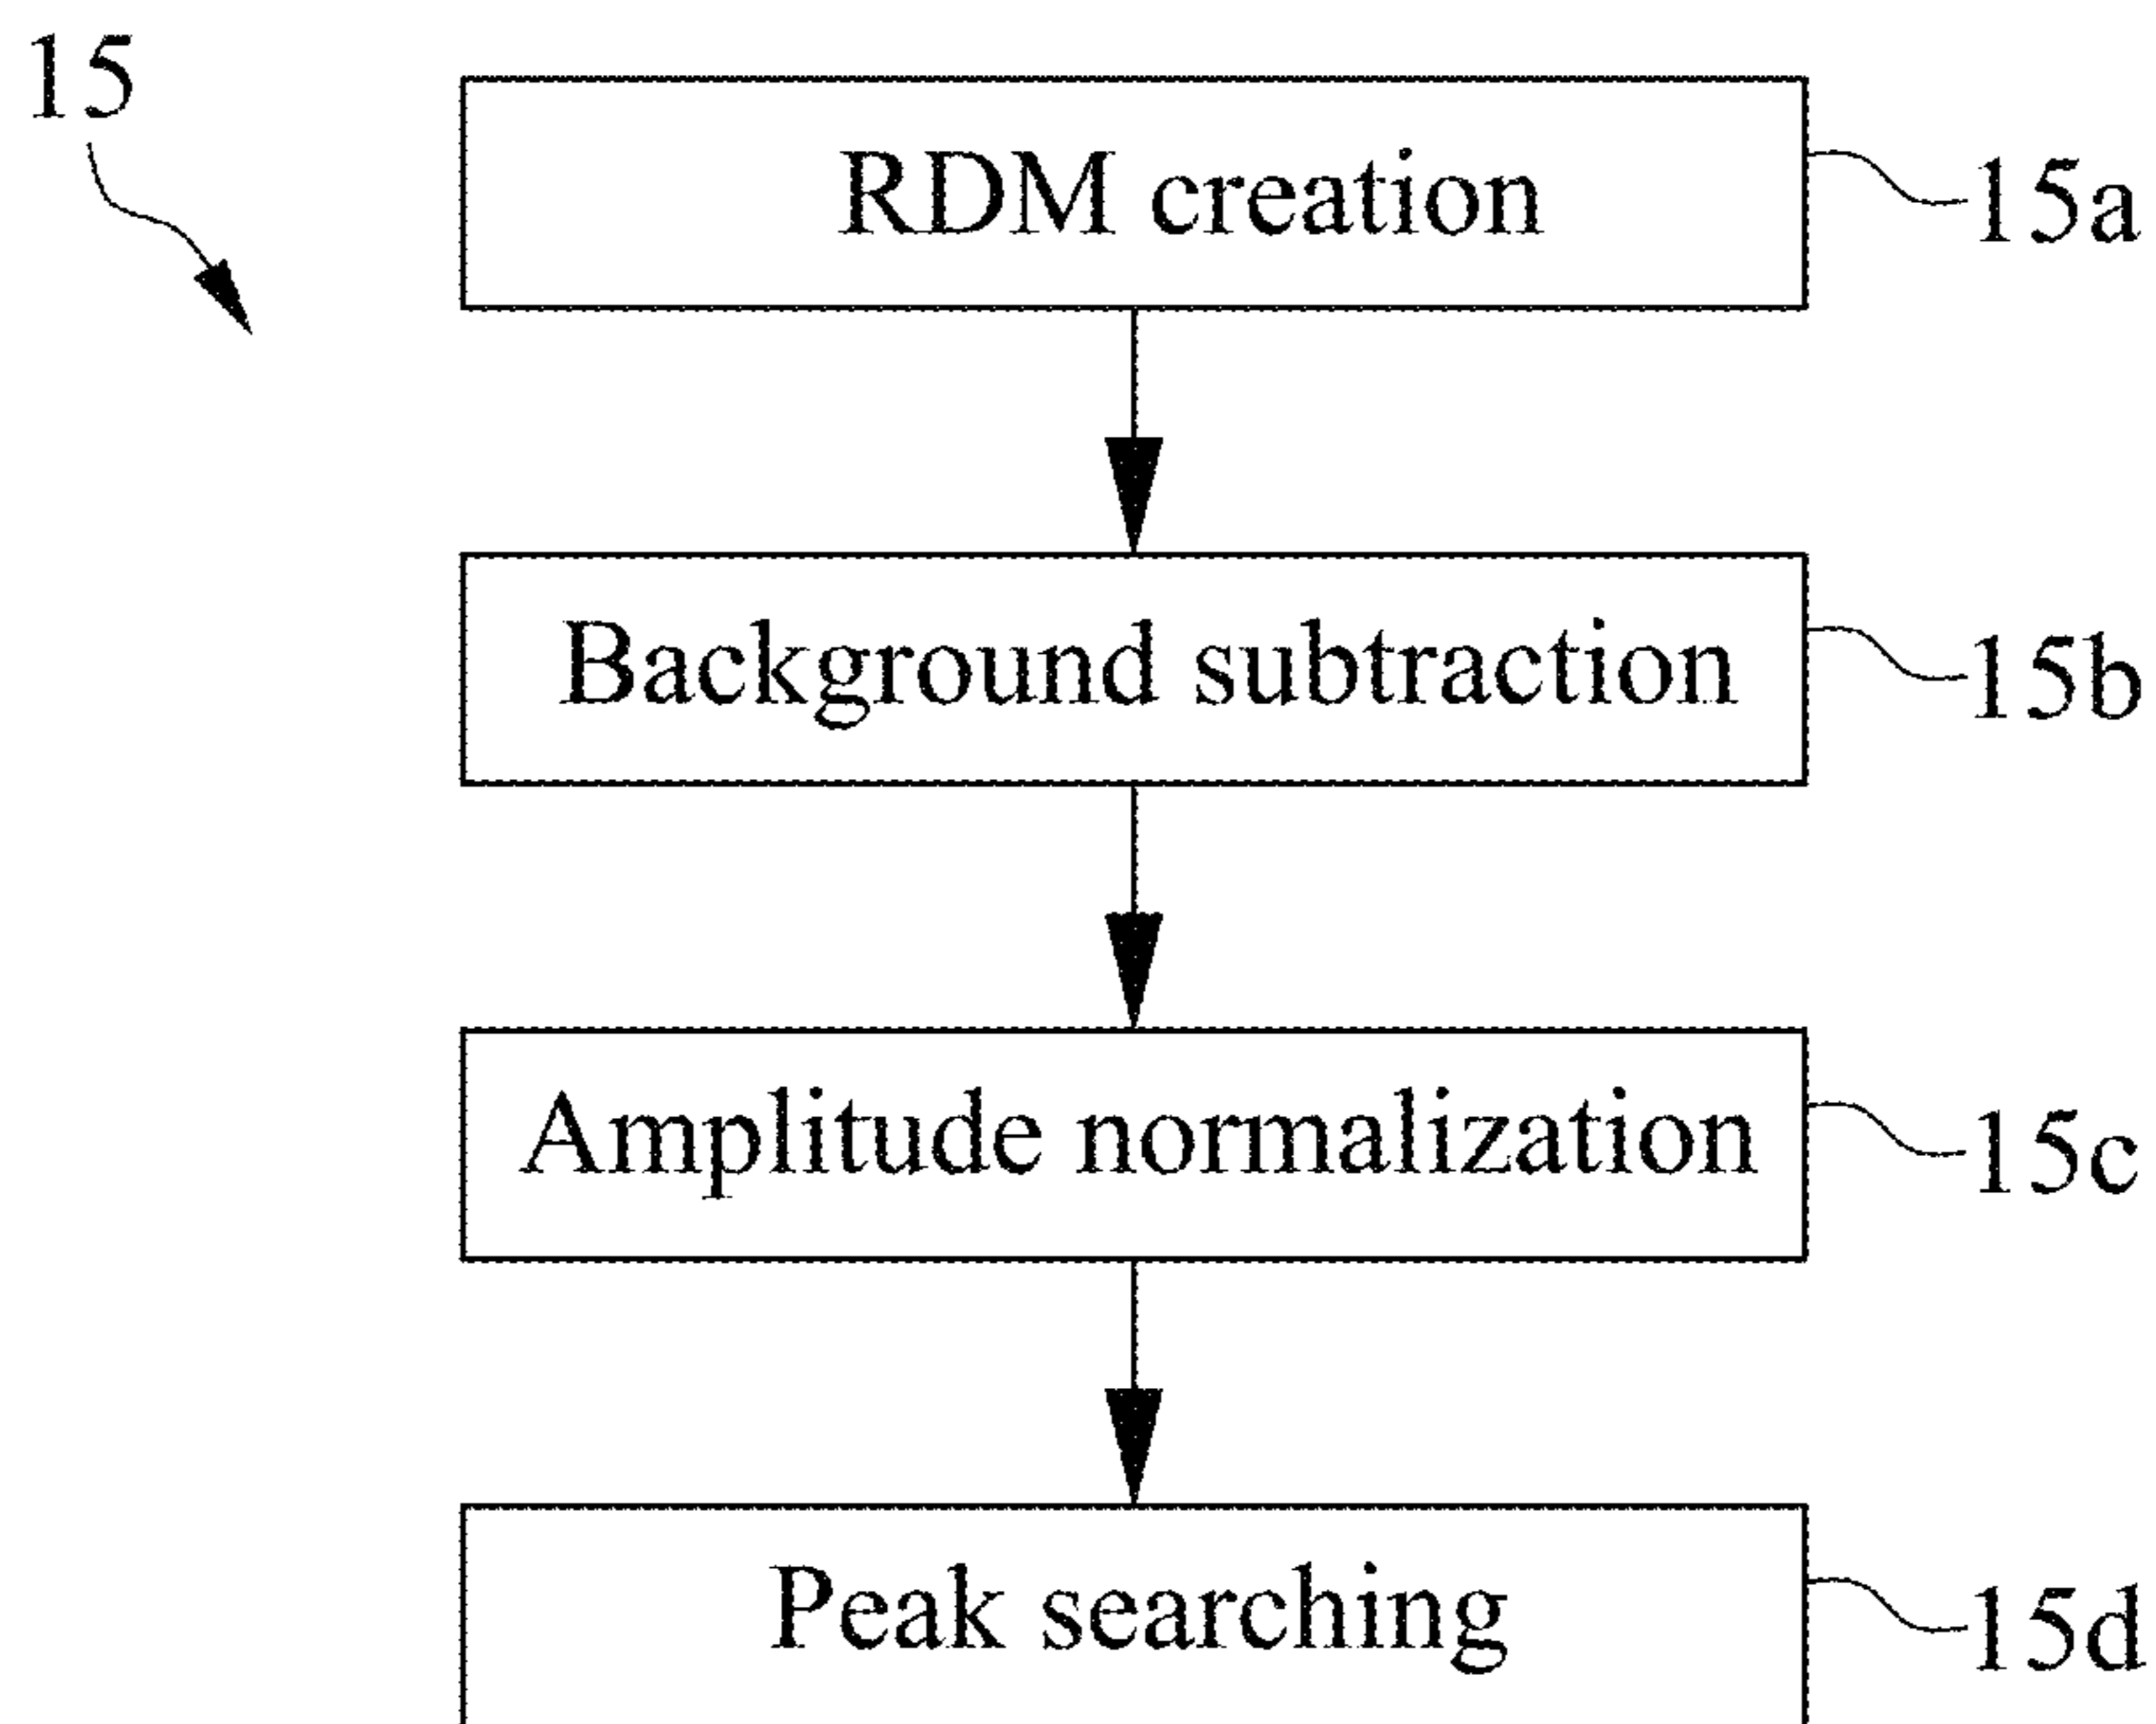 15
RDM creation
15a
Background subtraction
15b
Amplitude normalization
15c
Peak searching
15d